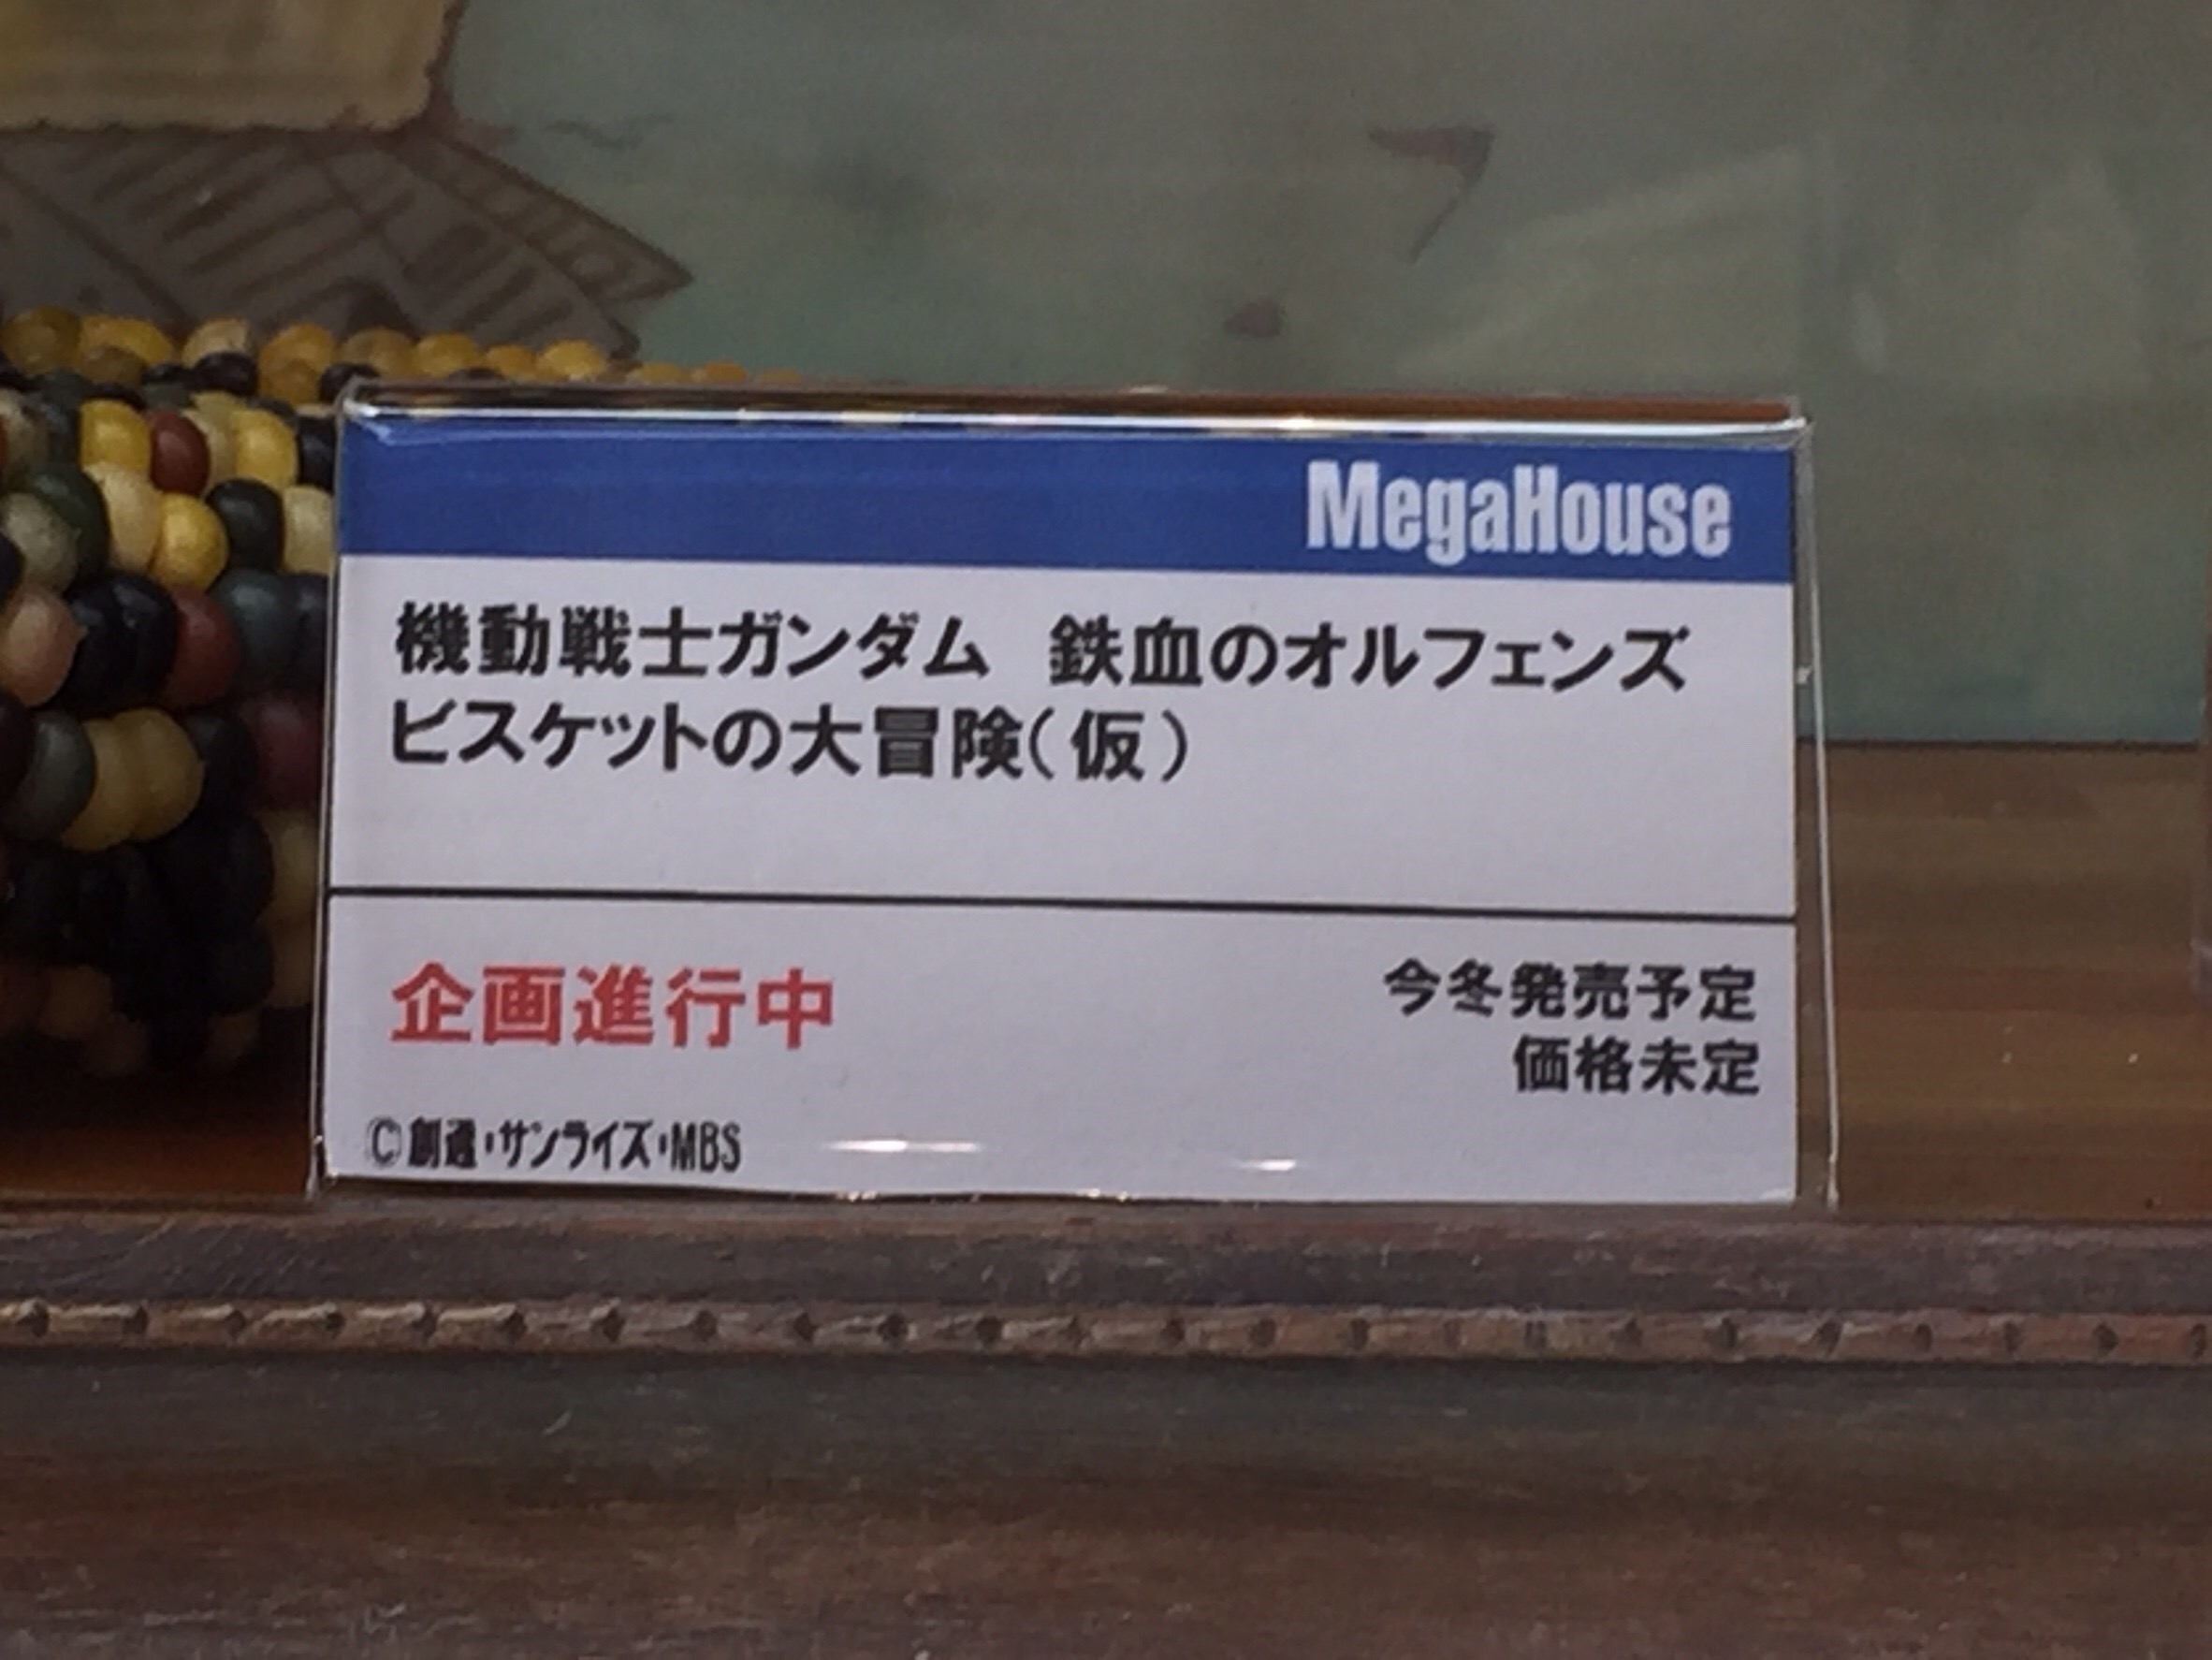 MegaHouse
機動戦士ガンダム　鉄血のオルフェンズ
ビスケットの大冒険（仮）
企画進行中
今冬発売予定
価格未定
©創通・サンライズ・MBS